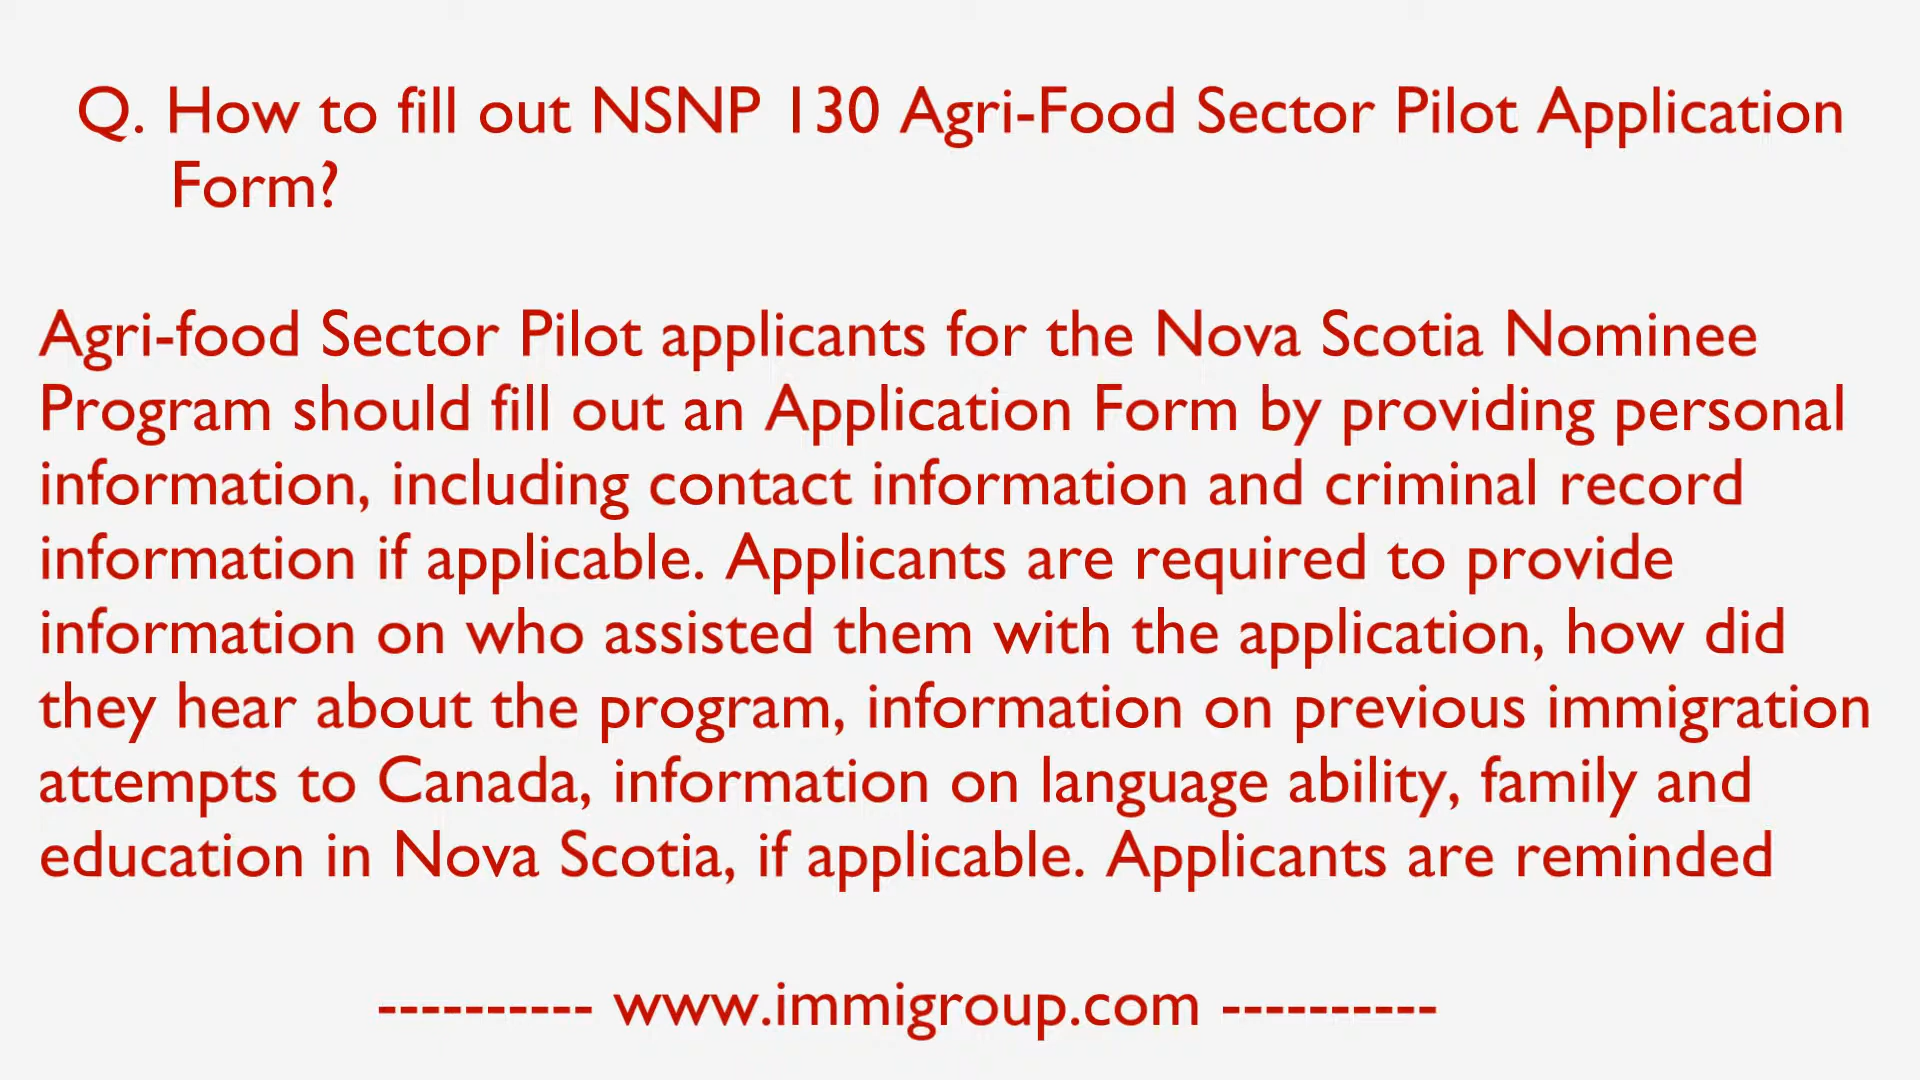 Q. How to fill out NSNP 130 Agri-Food Sector Pilot Application
Form?
Agri-food Sector Pilot applicants for the Nova Scotia Nominee
Program should fill out an Application Form by providing personal
information, including contact information and criminal record
information if applicable. Applicants are required to provide
information on who assisted them with the application, how did
they hear about the program, information on previous immigration
attempts to Canada, information on language ability, family and
education in Nova Scotia, if applicable. Applicants are reminded
---------- www.immigroup.com ----------